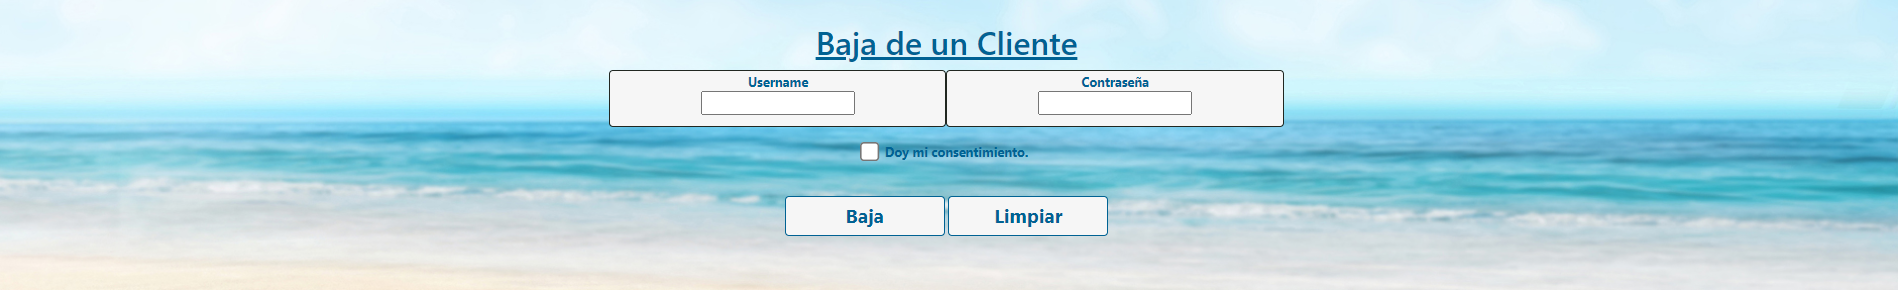 Baja de un Cliente
Username Contraseña
Doy mi consentimiento.
Baja Limpiar